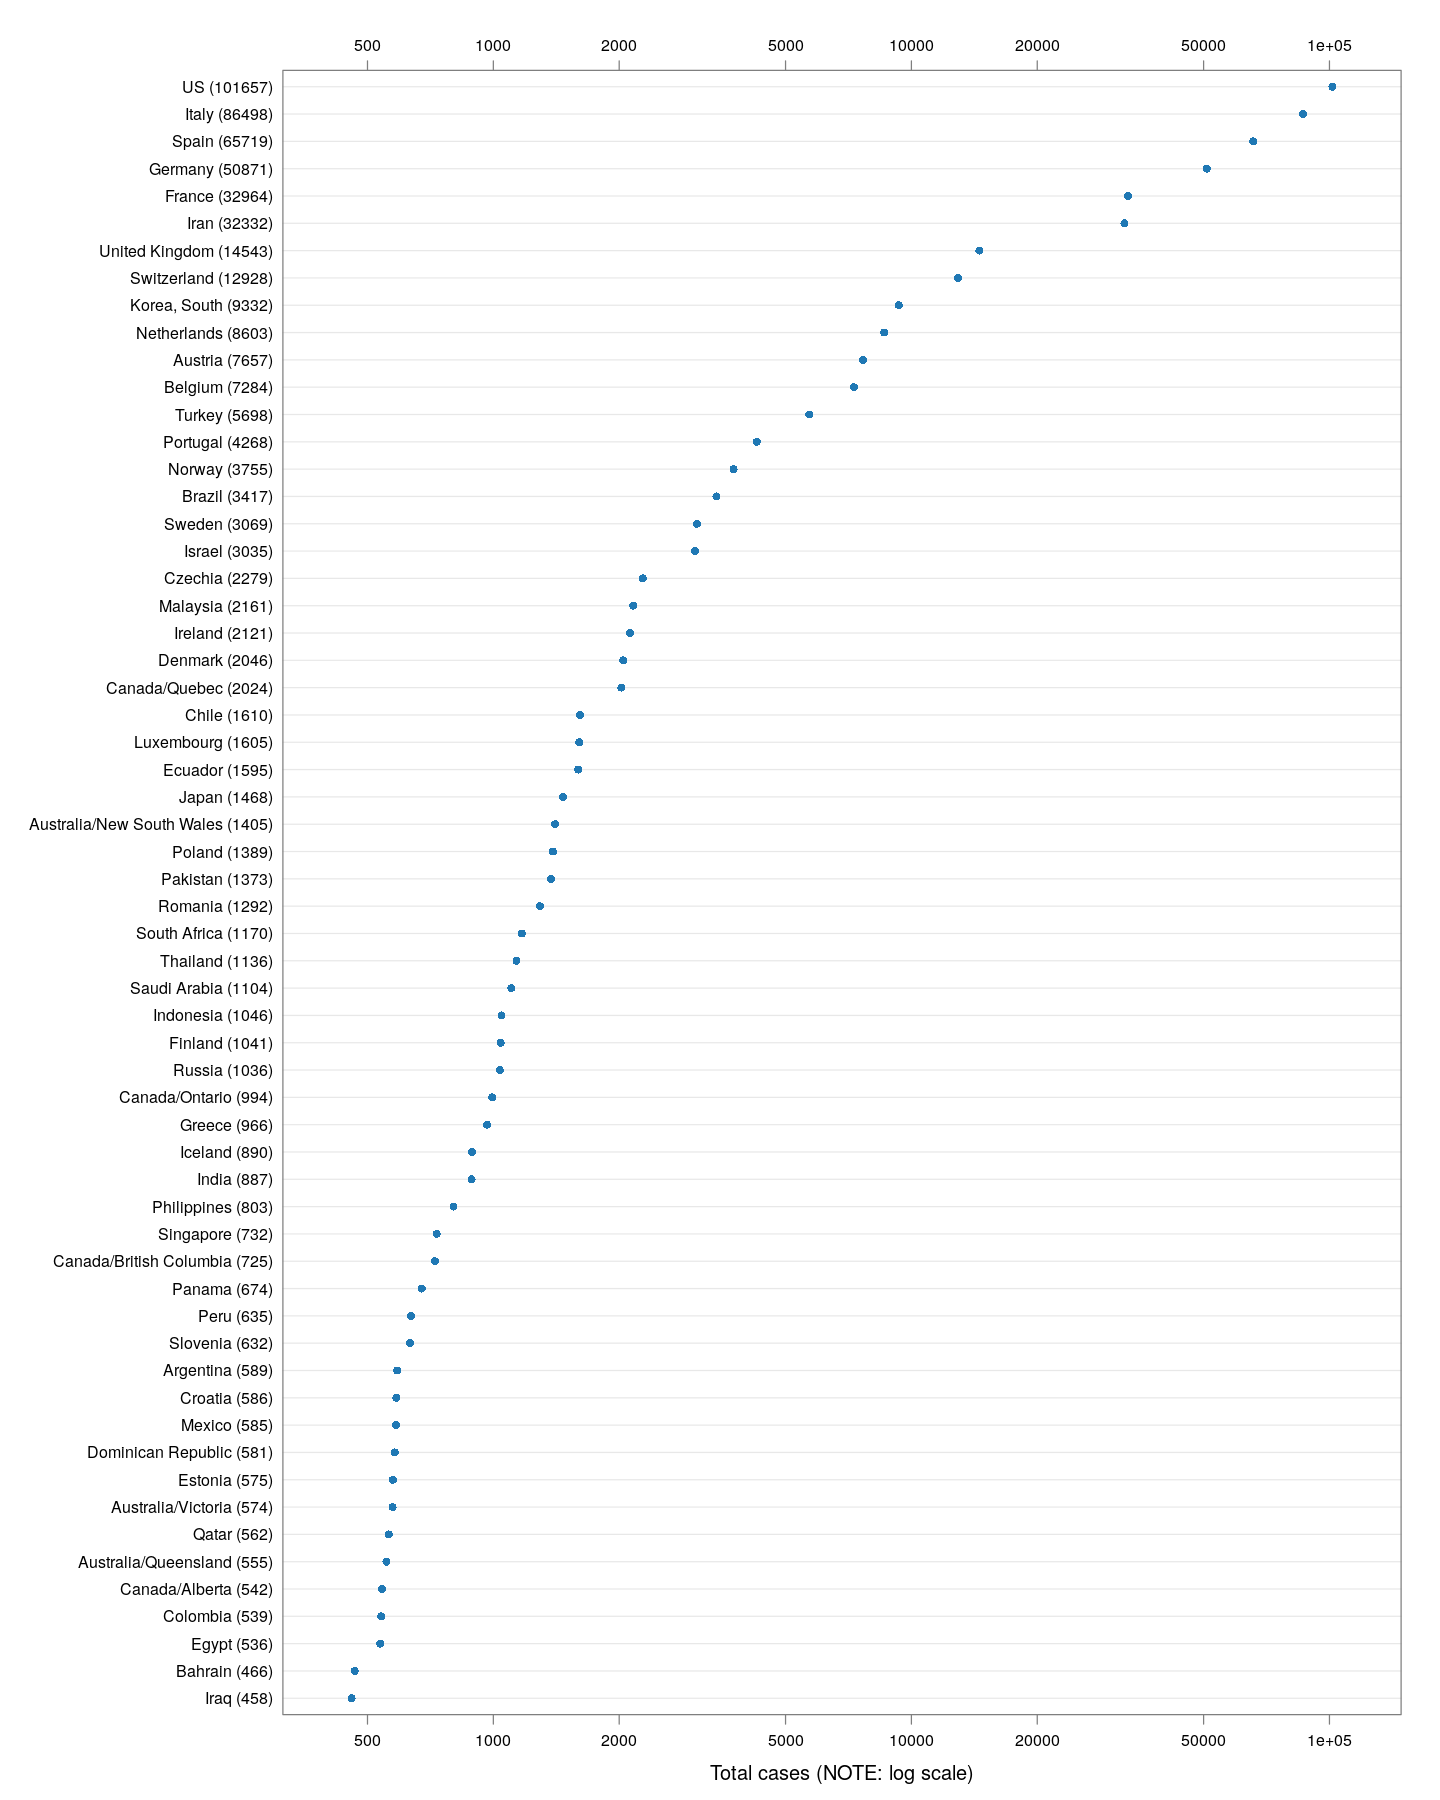 500 1000 2000 5000 10000 20000 50000 1e+05
US (101657)
Italy (86498)
Spain (65719)
Germany (50871)
France (32964)
Iran (32332)
United Kingdom (14543)
Switzerland (12928)
Korea, South (9332)
Netherlands (8603)
Austria (7657)
Belgium (7284)
Turkey (5698)
Portugal (4268)
Norway (3755)
Brazil (3417)
Sweden (3069)
Israel (3035)
Czechia (2279)
Malaysia (2161)
Ireland (2121)
Denmark (2046)
Canada/Quebec (2024)
Chile (1610)
Luxembourg (1605)
Ecuador (1595)
Japan (1468)
Australia/New South Wales (1405)
Poland (1389)
Pakistan (1373)
Romania (1292)
South Africa (1170)
Thailand (1136)
Saudi Arabia (1104)
Indonesia (1046)
Finland (1041)
Russia (1036)
Canada/Ontario (994)
Greece (966)
Iceland (890)
India (887)
Philippines (803)
Singapore (732)
Canada/British Columbia (725)
Panama (674)
Peru (635)
Slovenia (632)
Argentina (589)
Croatia (586)
Mexico (585)
Dominican Republic (581)
Estonia (575)
Australia/Victoria (574)
Qatar (562)
Australia/Queensland (555)
Canada/Alberta (542)
Colombia (539)
Egypt (536)
Bahrain (466)
Iraq (458)
500 1000 2000 5000 10000 20000 50000 1e+05
Total cases (NOTE: log scale)